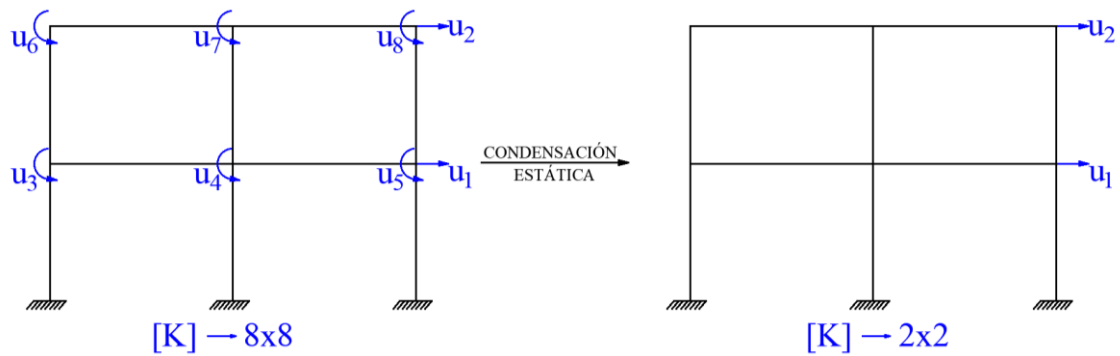 u6 u7 u8 u2 u2
CONDENSACIÓN
ESTÁTICA
u3 u4 u5 u1 u1
[K] → 8x8 [K] → 2x2